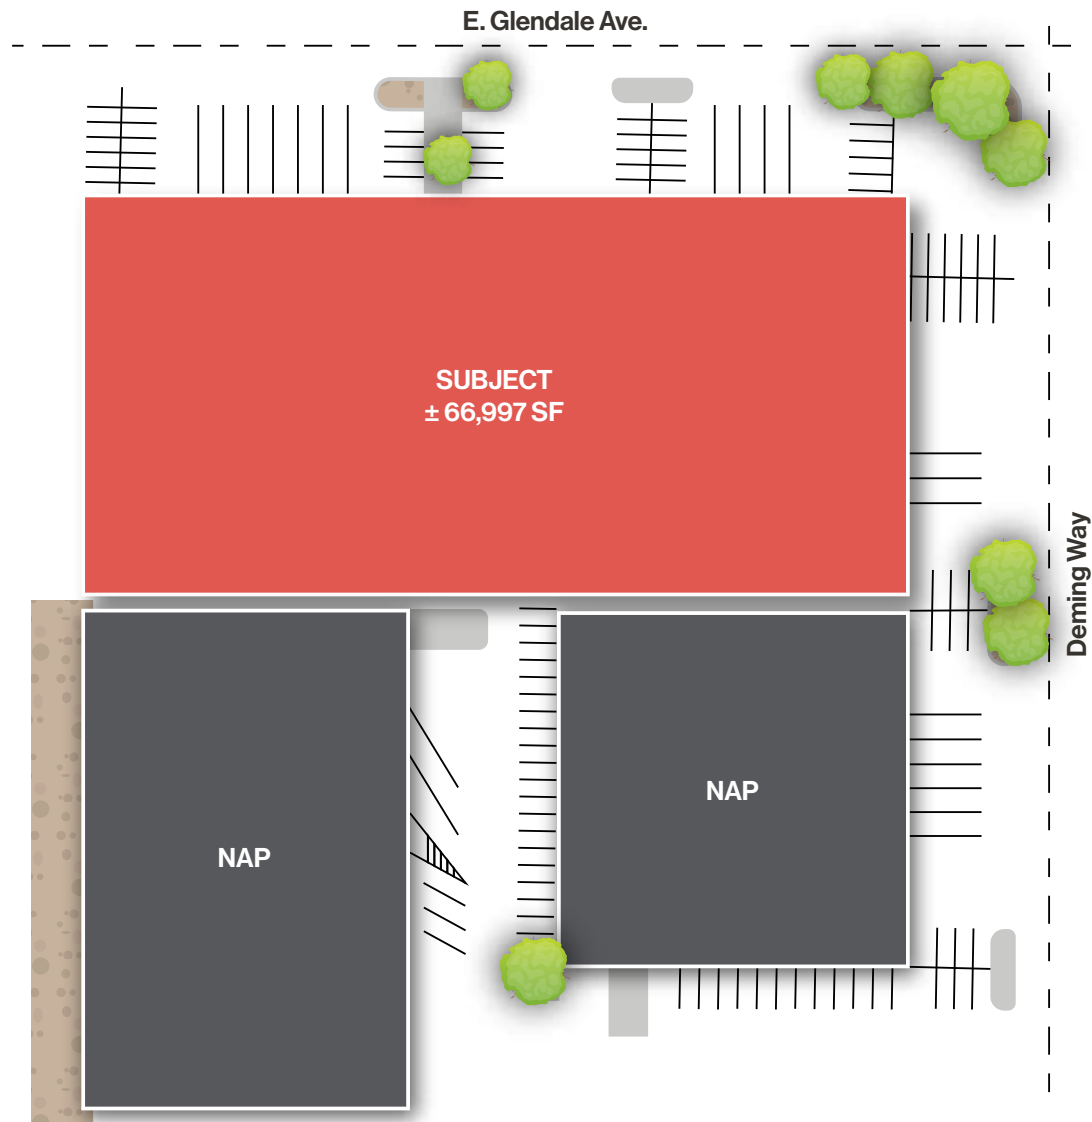 E. Glendale Ave.
SUBJECT
± 66,997 SF
Deming Way
NAP
NAP